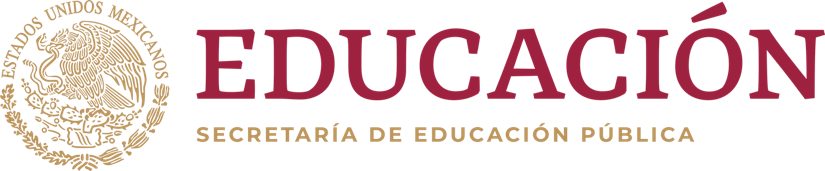 ESTADOS UNIDOS MEXICANOS
EDUCACIÓN
SECRETARÍA DE EDUCACIÓN PÚBLICA